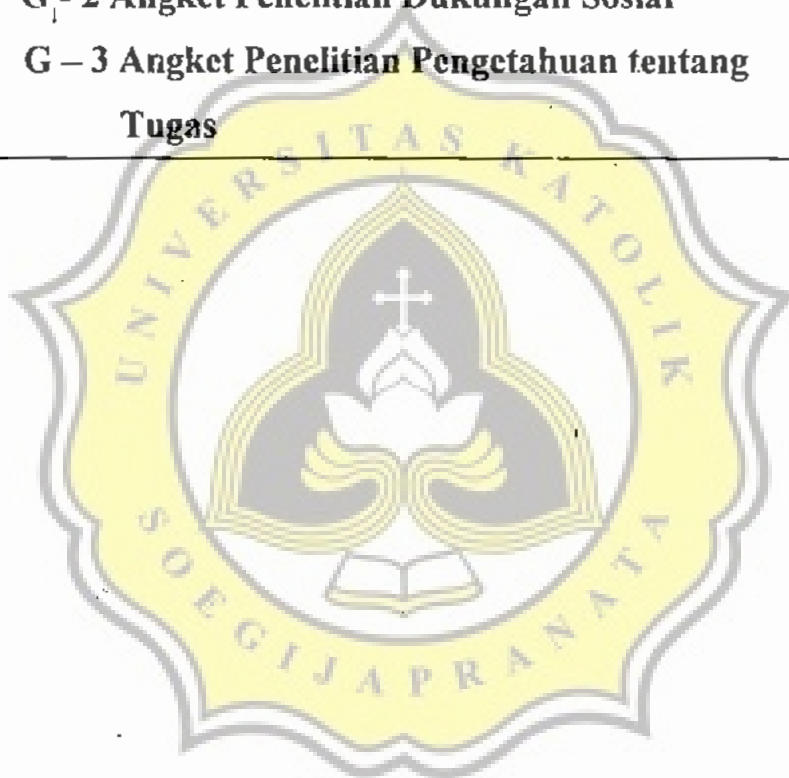 G - 2 Angket Penelitian Dukungan Sosial
G – 3 Angket Penelitian Pengetahuan tentang
Tugas
UNIVERSITAS KATOLIK
SOEGIJAPRANATA